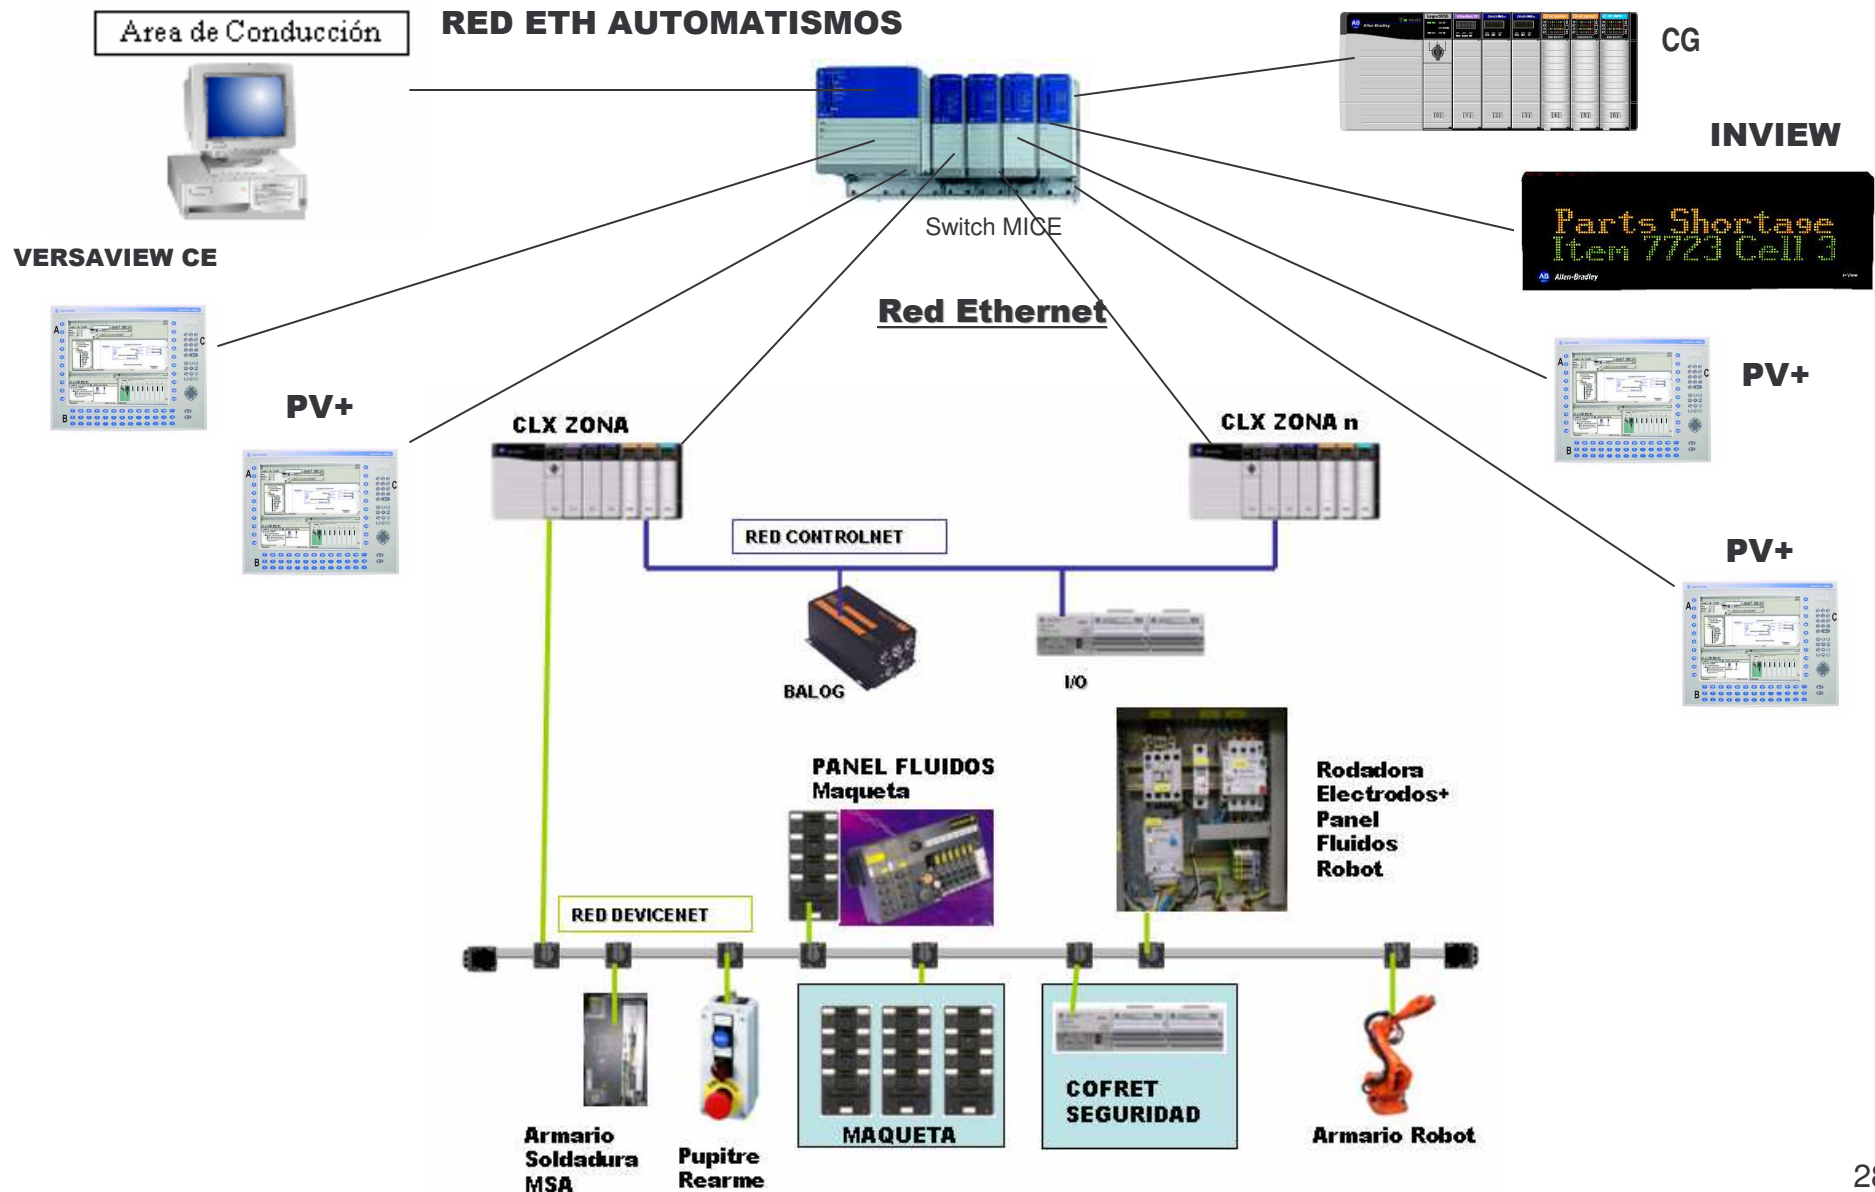 Area de Conducción
RED ETH AUTOMATISMOS
CG
INVIEW
Parts Shortage
Item 7723 Cell 3
AB Allen-Bradley
Switch MICE
VERSAVIEW CE
A
C
B
Red Ethernet
PV+
A
C
B
PV+
A
C
B
PV+
A
C
B
CLX ZONA
CLX ZONA n
RED CONTROLNET
BALOG
I/O
PANEL FLUIDOS
Maqueta
Rodadora
Electrodos+
Panel
Fluidos
Robot
RED DEVICENET
Armario
Soldadura
MSA
Pupitre
Rearme
MAQUETA
COFRET
SEGURIDAD
Armario Robot